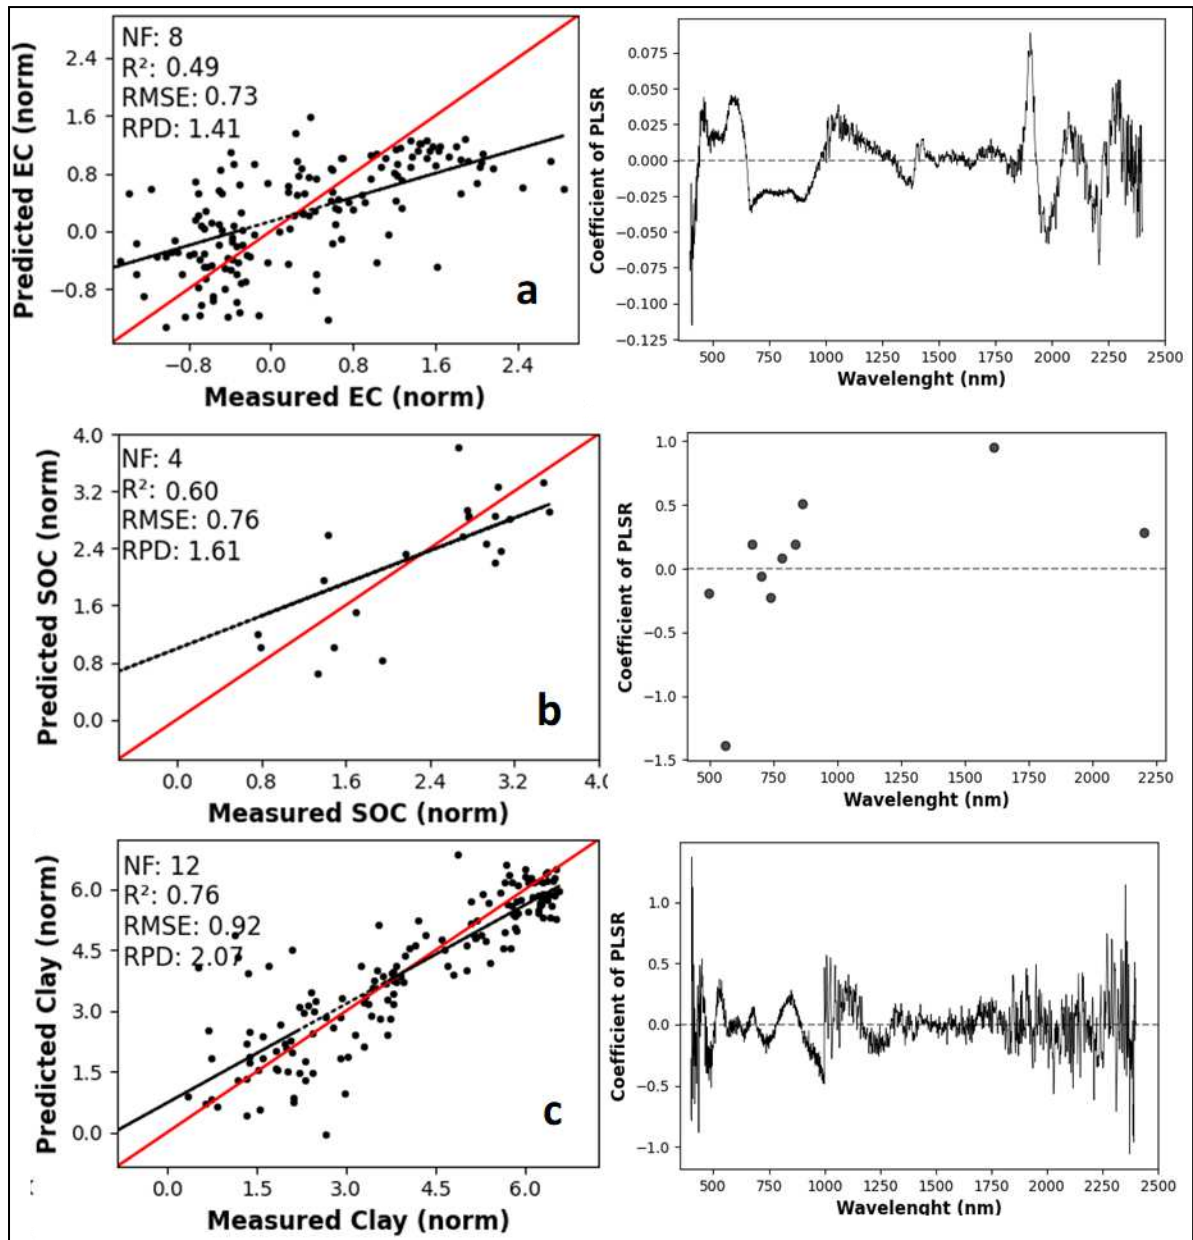 NF: 8
R²: 0.49
RMSE: 0.73
RPD: 1.41
2.4
1.6
0.8
0.0
−0.8
Predicted EC (norm)
a
−0.8 0.0 0.8 1.6 2.4
Measured EC (norm)
0.075
0.050
0.025
0.000
−0.025
−0.050
−0.075
−0.100
−0.125
Coefficient of PLSR
500 750 1000 1250 1500 1750 2000 2250 2500
Wavelenght (nm)
NF: 4
R²: 0.60
RMSE: 0.76
RPD: 1.61
4.0
3.2
2.4
1.6
0.8
0.0
Predicted SOC (norm)
b
0.0 0.8 1.6 2.4 3.2 4.0
Measured SOC (norm)
1.0
0.5
0.0
−0.5
−1.0
−1.5
Coefficient of PLSR
500 750 1000 1250 1500 1750 2000 2250
Wavelenght (nm)
NF: 12
R²: 0.76
RMSE: 0.92
RPD: 2.07
6.0
4.5
3.0
1.5
0.0
Predicted Clay (norm)
c
0.0 1.5 3.0 4.5 6.0
Measured Clay (norm)
1.0
0.5
0.0
−0.5
−1.0
Coefficient of PLSR
500 750 1000 1250 1500 1750 2000 2250 2500
Wavelenght (nm)